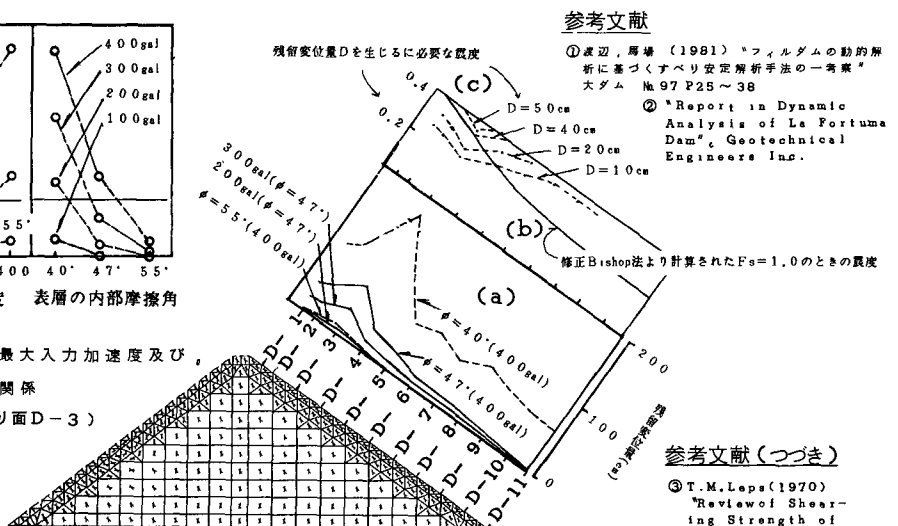 400gal
300gal
200gal
100gal
55°
400
40° 47° 55°
表層の内部摩擦角
最大入力加速度及び
関係
り面D-3)
残留変位量Dを生じるに必要な震度
0.4
0.2
(c)
D=50cm
D=40cm
D=20cm
D=10cm
(b)
修正Bishop法より計算されたFs=1.0のときの震度
300gal(φ=47°)
200gal(φ=47°)
φ=55°(400gal)
(a)
φ=40°(400gal)
φ=47°(400gal)
D-1
D-2
D-3
D-4
D-5
D-6
D-7
D-8
D-9
D-10
D-11
0
100
200
残留変位量(cm)
参考文献
①渡辺,馬場 (1981) "フィルダムの動的解
析に基づくすべり安定解析手法の一考察"
大ダム №97 P25~38
② "Report in Dynamic
Analysis of La Fortuna
Dam", Geotechnical
Engineers Inc.
参考文献(つづき)
③T.M.Leps(1970)
"Reviewof Shear-
ing Strength of